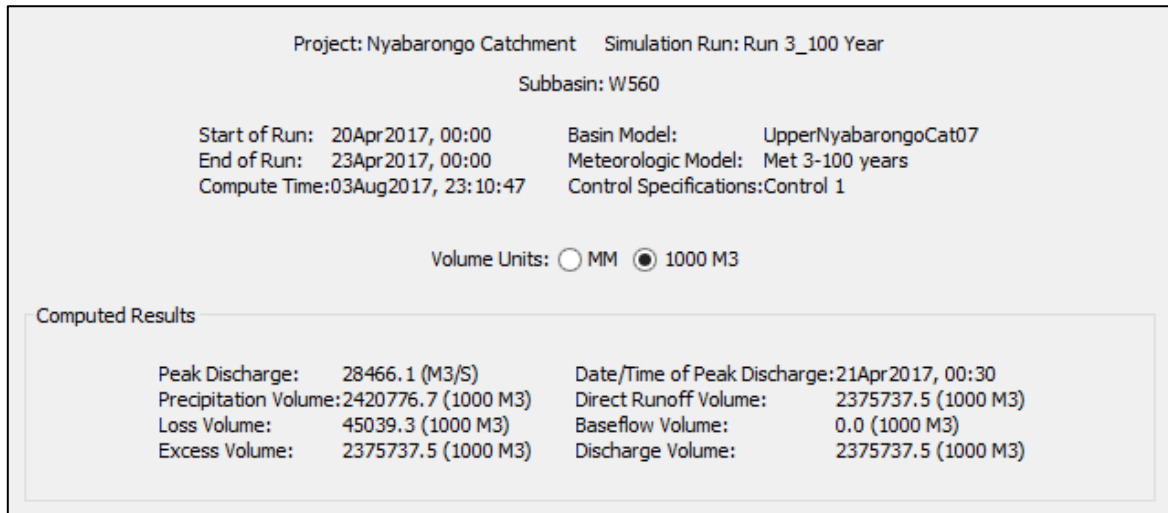 Project: Nyabarongo Catchment Simulation Run: Run 3_100 Year
Subbasin: W560
Start of Run: 20Apr2017, 00:00 Basin Model: UpperNyabarongoCat07
End of Run: 23Apr2017, 00:00 Meteorologic Model: Met 3-100 years
Compute Time:03Aug2017, 23:10:47 Control Specifications:Control 1
Volume Units: MM 1000 M3
Computed Results
Peak Discharge: 28466.1 (M3/S) Date/Time of Peak Discharge:21Apr2017, 00:30
Precipitation Volume:2420776.7 (1000 M3) Direct Runoff Volume: 2375737.5 (1000 M3)
Loss Volume: 45039.3 (1000 M3) Baseflow Volume: 0.0 (1000 M3)
Excess Volume: 2375737.5 (1000 M3) Discharge Volume: 2375737.5 (1000 M3)